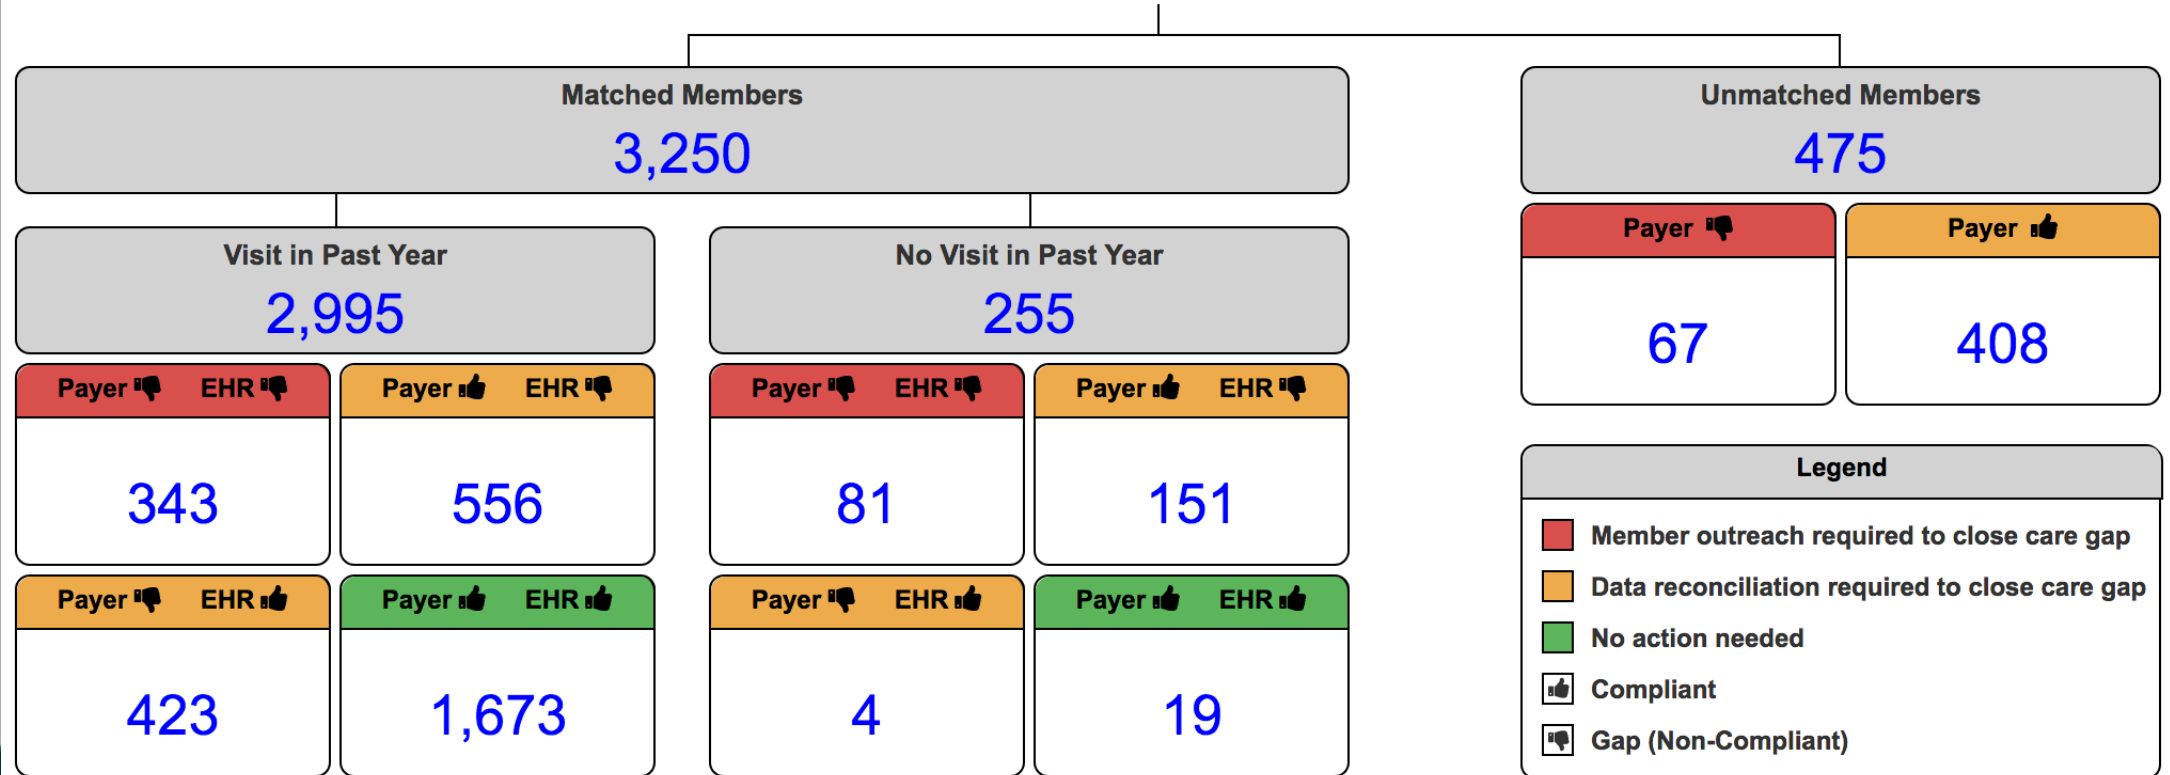 Matched Members
3,250
Unmatched Members
475
Visit in Past Year
2,995
No Visit in Past Year
255
Payer
Payer
67
408
Payer EHR
Payer EHR
Payer EHR
Payer EHR
343
556
81
151
Payer EHR
Payer EHR
Payer EHR
Payer EHR
423
1,673
4
19
Legend
Member outreach required to close care gap
Data reconciliation required to close care gap
No action needed
Compliant
Gap (Non-Compliant)